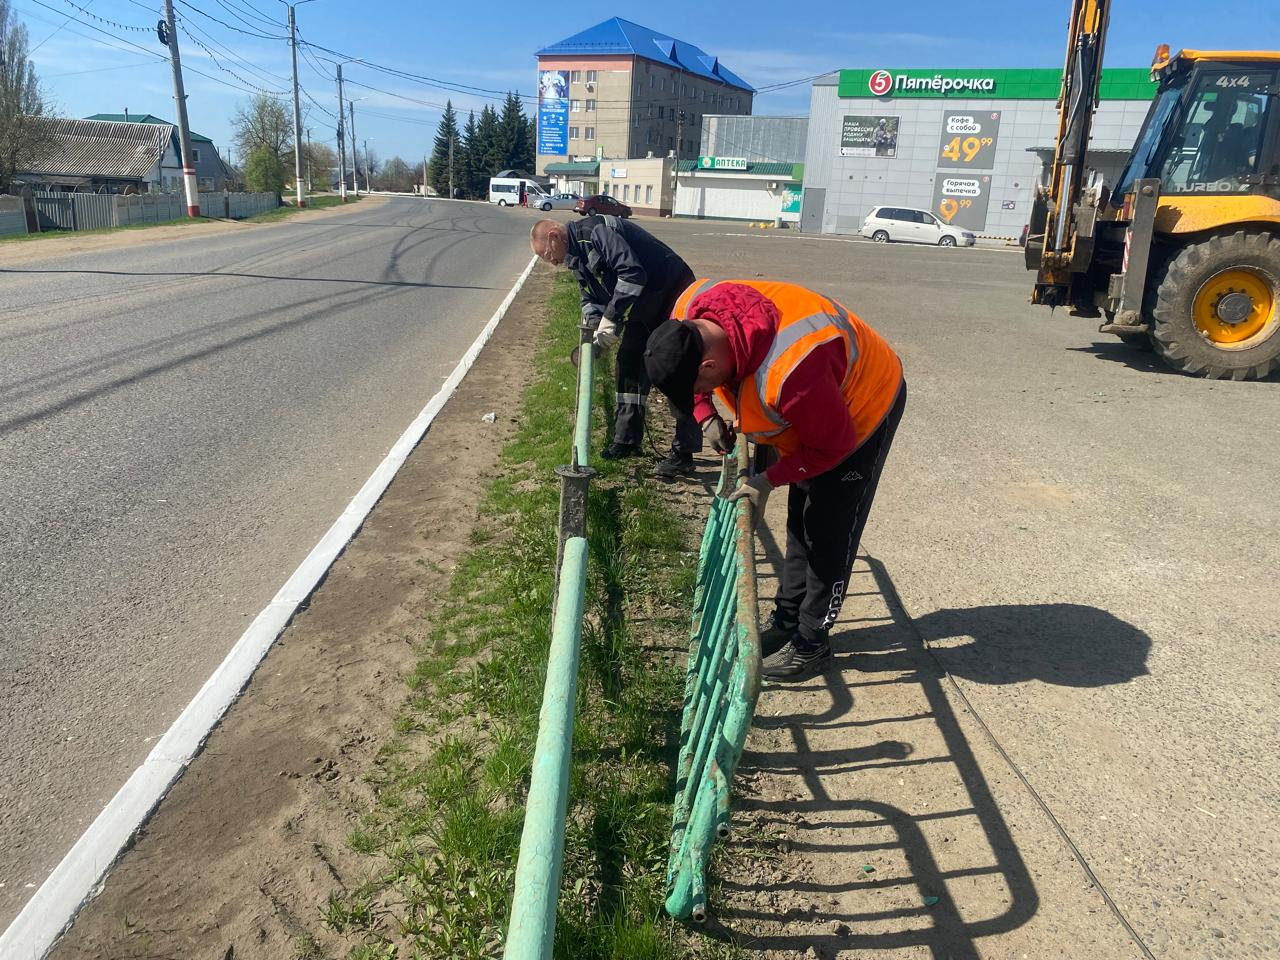 5 Пятёрочка
НАША
ПРОФЕССИЯ
РОДИНУ
ЗАЩИЩАТЬ
Кофе
с собой
49 99
Горячая
выпечка
9 99
АПТЕКА
4x4
TURBO
Kappa